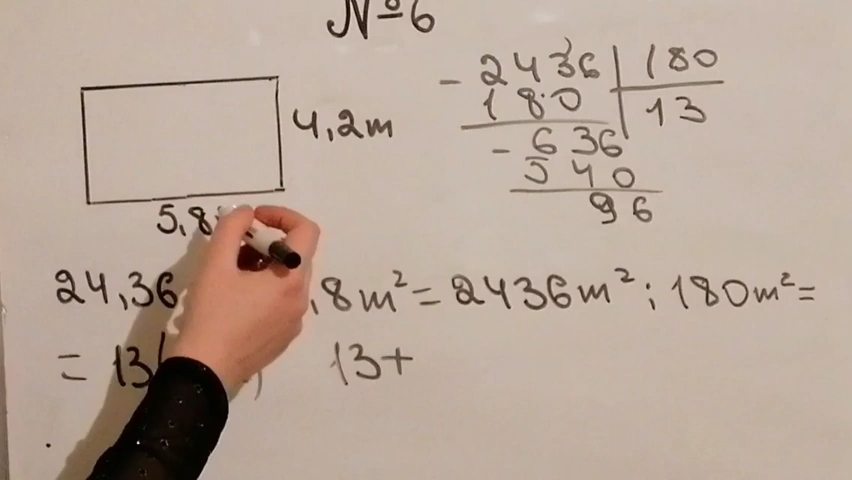 №6
4,2m
5,8
- 2436 | 180
180 | 13
- 636
540
96
24,36 ,8m² = 2436m² : 180m² =
= 13 13+